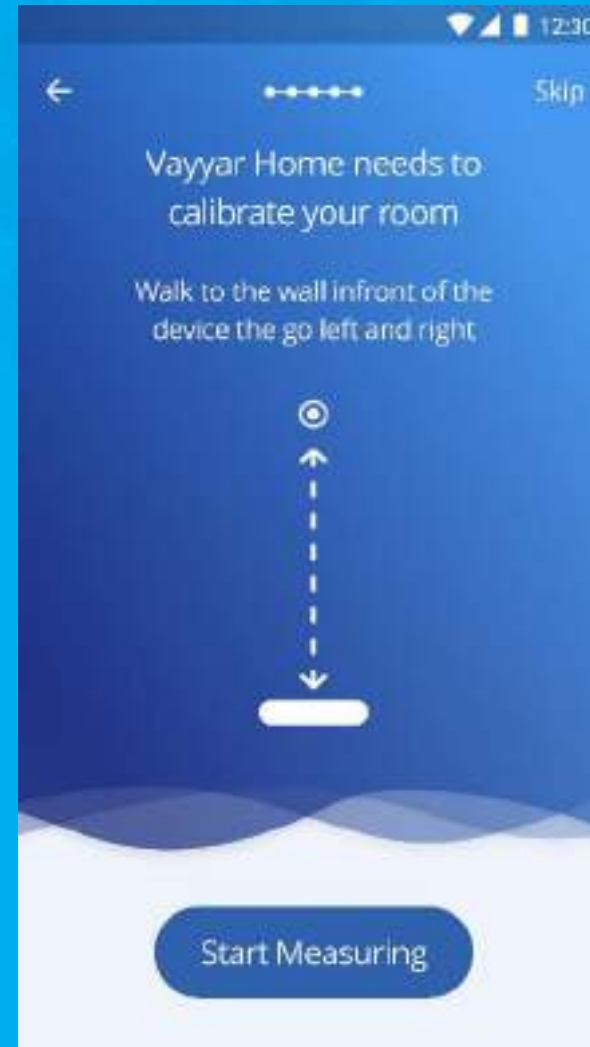 12:30
Skip
Vayyar Home needs to
calibrate your room
Walk to the wall infront of the
device the go left and right
Start Measuring